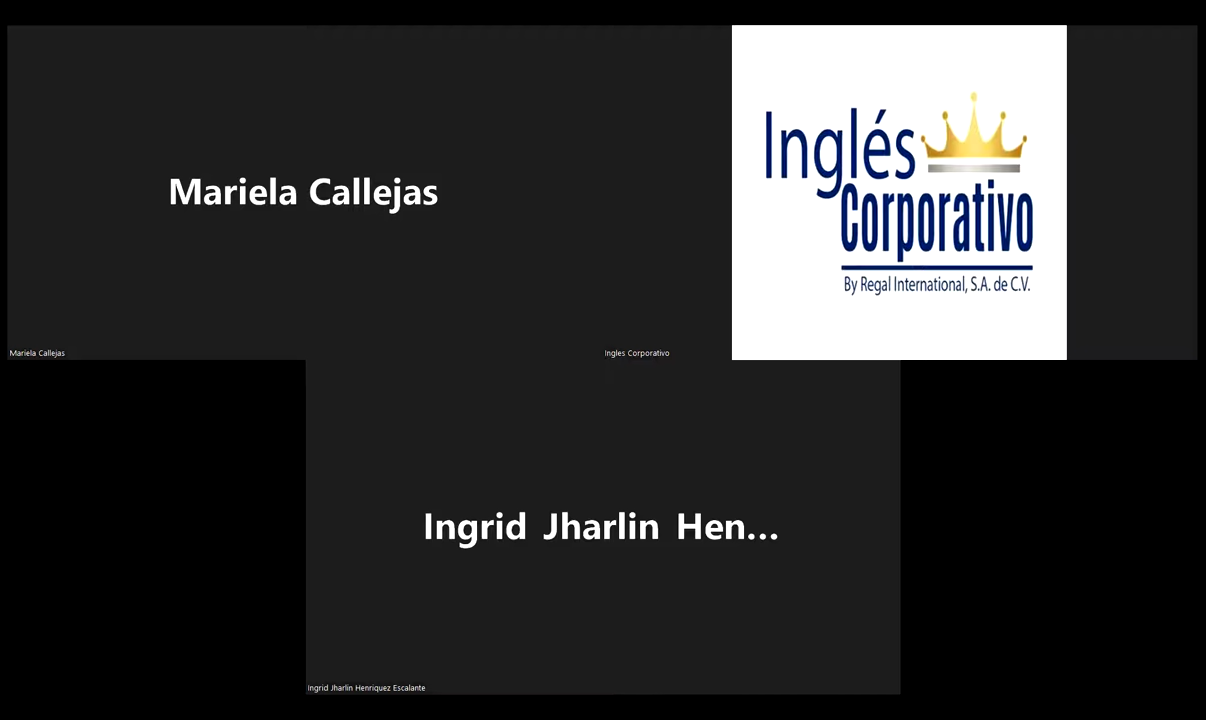 Mariela Callejas
Inglés
Corporativo
By Regal International, S.A. de C.V.
Mariela Callejas
Ingles Corporativo
Ingrid Jharlin Hen...
Ingrid Jharlin Henriquez Escalante